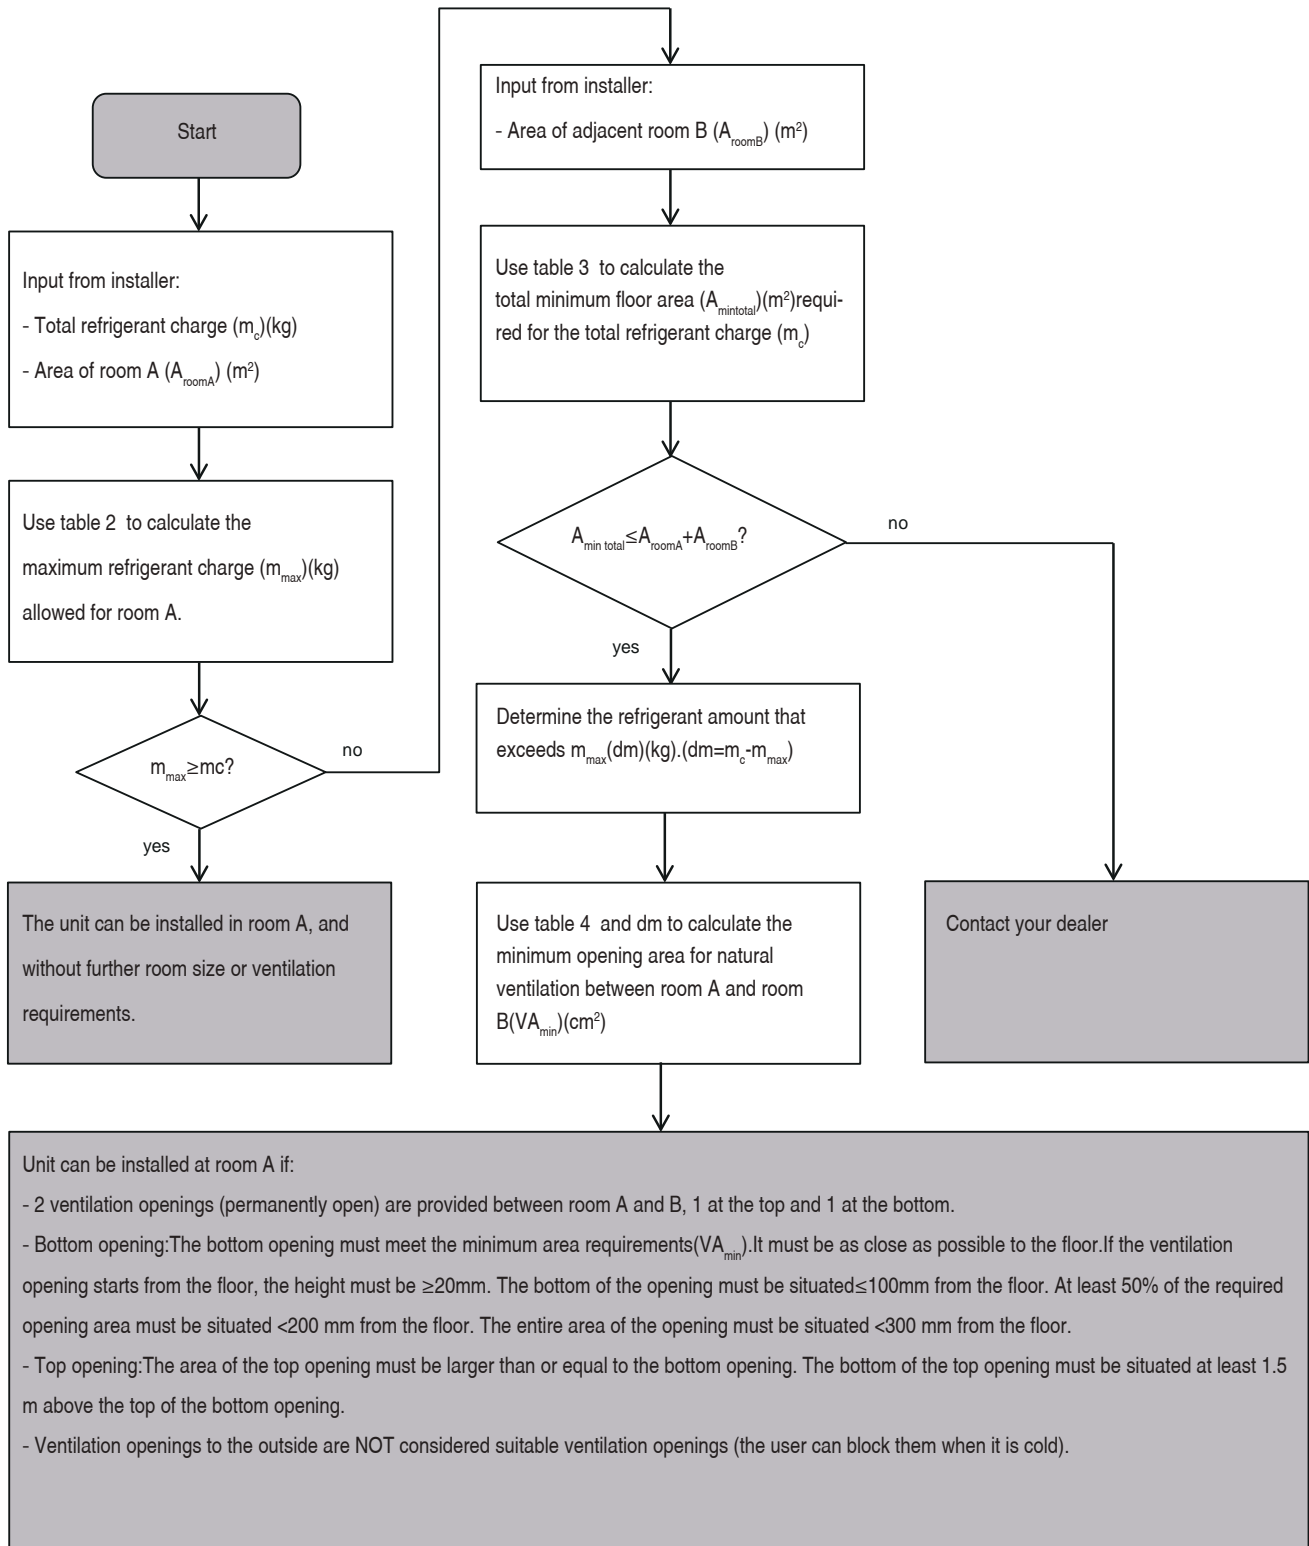 Start
Input from installer:
- Total refrigerant charge (mc)(kg)
- Area of room A (AroomA) (m²)
Use table 2 to calculate the
maximum refrigerant charge (mmax)(kg)
allowed for room A.
mmax≥mc?
no
yes
The unit can be installed in room A, and
without further room size or ventilation
requirements.
Input from installer:
- Area of adjacent room B (AroomB) (m²)
Use table 3 to calculate the
total minimum floor area (Amintotal)(m²)requi-
red for the total refrigerant charge (mc)
Amin total≤AroomA+AroomB?
no
yes
Determine the refrigerant amount that
exceeds mmax(dm)(kg).(dm=mc-mmax)
Use table 4 and dm to calculate the
minimum opening area for natural
ventilation between room A and room
B(VAmin)(cm²)
Contact your dealer
Unit can be installed at room A if:
- 2 ventilation openings (permanently open) are provided between room A and B, 1 at the top and 1 at the bottom.
- Bottom opening:The bottom opening must meet the minimum area requirements(VAmin).It must be as close as possible to the floor.If the ventilation
opening starts from the floor, the height must be ≥20mm. The bottom of the opening must be situated≤100mm from the floor. At least 50% of the required
opening area must be situated <200 mm from the floor. The entire area of the opening must be situated <300 mm from the floor.
- Top opening:The area of the top opening must be larger than or equal to the bottom opening. The bottom of the top opening must be situated at least 1.5
m above the top of the bottom opening.
- Ventilation openings to the outside are NOT considered suitable ventilation openings (the user can block them when it is cold).